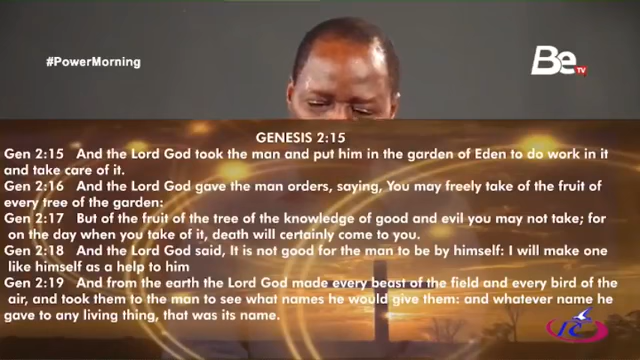 #PowerMorning
Be
TV
GENESIS 2:15
Gen 2:15 And the Lord God took the man and put him in the garden of Eden to do work in it
and take care of it.
Gen 2:16 And the Lord God gave the man orders, saying, You may freely take of the fruit of
every tree of the garden:
Gen 2:17 But of the fruit of the tree of the knowledge of good and evil you may not take; for
on the day when you take of it, death will certainly come to you.
Gen 2:18 And the Lord God said, It is not good for the man to be by himself: I will make one
like himself as a help to him
Gen 2:19 And from the earth the Lord God made every beast of the field and every bird of the
air, and took them to the man to see what names he would give them: and whatever name he
gave to any living thing, that was its name.